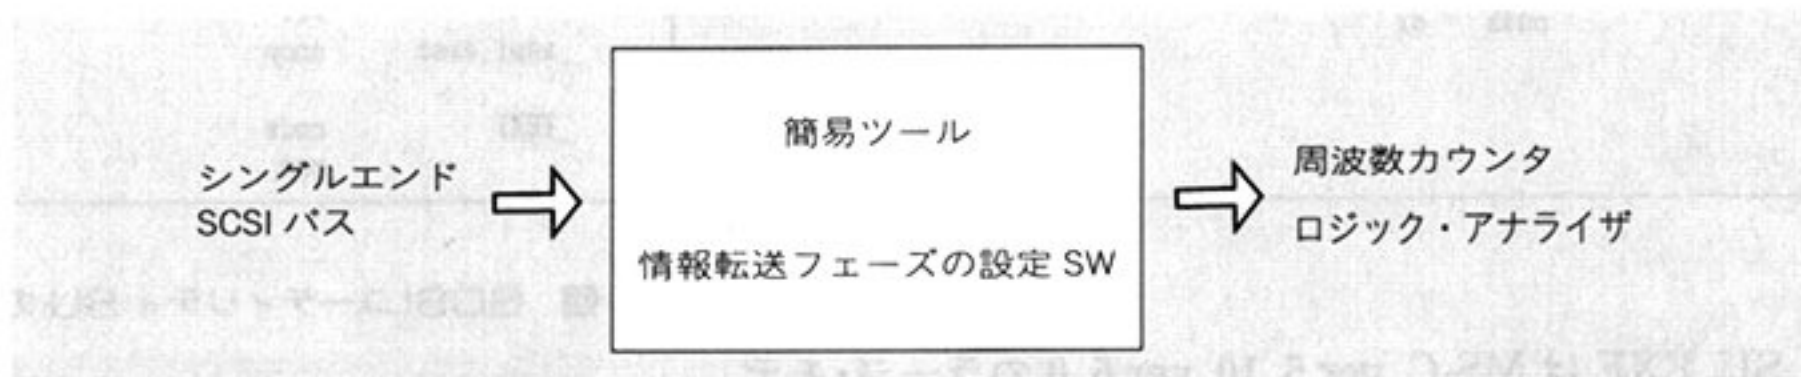 簡易ツール
シングルエンド
SCSI バス
周波数カウンタ
ロジック・アナライザ
情報転送フェーズの設定 SW